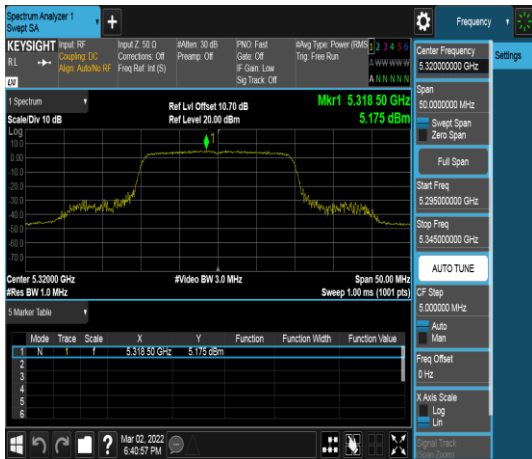 Spectrum Analyzer 1
Swept SA
Frequency
Settings
KEYSIGHT
RL
LXI
Input: RF
Coupling: DC
Align: Auto/No RF
Input Z: 50 Ω
Corrections: Off
Freq Ref: Int (S)
#Atten: 30 dB
Preamp: Off
PNO: Fast
Gate: Off
IF Gain: Low
Sig Track: Off
#Avg Type: Power (RMS
Trig: Free Run
1 2 3 4 5 6
A W W W W W
A N N N N N
1 Spectrum
Scale/Div 10 dB
Ref Lvl Offset 10.70 dB
Ref Level 20.00 dBm
Mkr1 5.318 50 GHz
5.175 dBm
Log
10.0
0.00
-10.0
-20.0
-30.0
-40.0
-50.0
-60.0
-70.0
1
Center 5.32000 GHz
#Res BW 1.0 MHz
#Video BW 3.0 MHz
Span 50.00 MHz
Sweep 1.00 ms (1001 pts)
5 Marker Table
Mode Trace Scale X Y Function Function Width Function Value
1 N 1 f 5.318 50 GHz 5.175 dBm
2
3
4
5
6
Mar 02, 2022
6:40:57 PM
Center Frequency
5.320000000 GHz
Span
50.0000000 MHz
Swept Span
Zero Span
Full Span
Start Freq
5.295000000 GHz
Stop Freq
5.345000000 GHz
AUTO TUNE
CF Step
5.000000 MHz
Auto
Man
Freq Offset
0 Hz
X Axis Scale
Log
Lin
Signal Track
(Span Zoom)